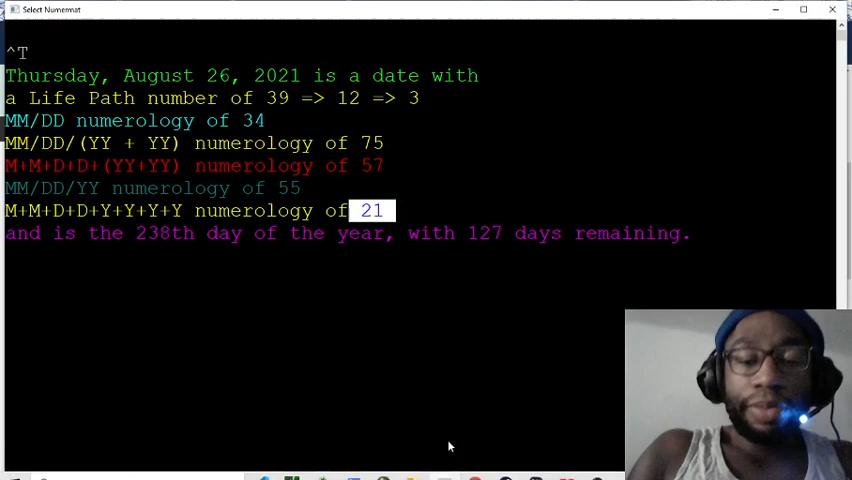 Select Numermat
^T
Thursday, August 26, 2021 is a date with
a Life Path number of 39 => 12 => 3
MM/DD numerology of 34
MM/DD/(YY + YY) numerology of 75
M+M+D+D+(YY+YY) numerology of 57
MM/DD/YY numerology of 55
M+M+D+D+Y+Y+Y+Y numerology of 21
and is the 238th day of the year, with 127 days remaining.